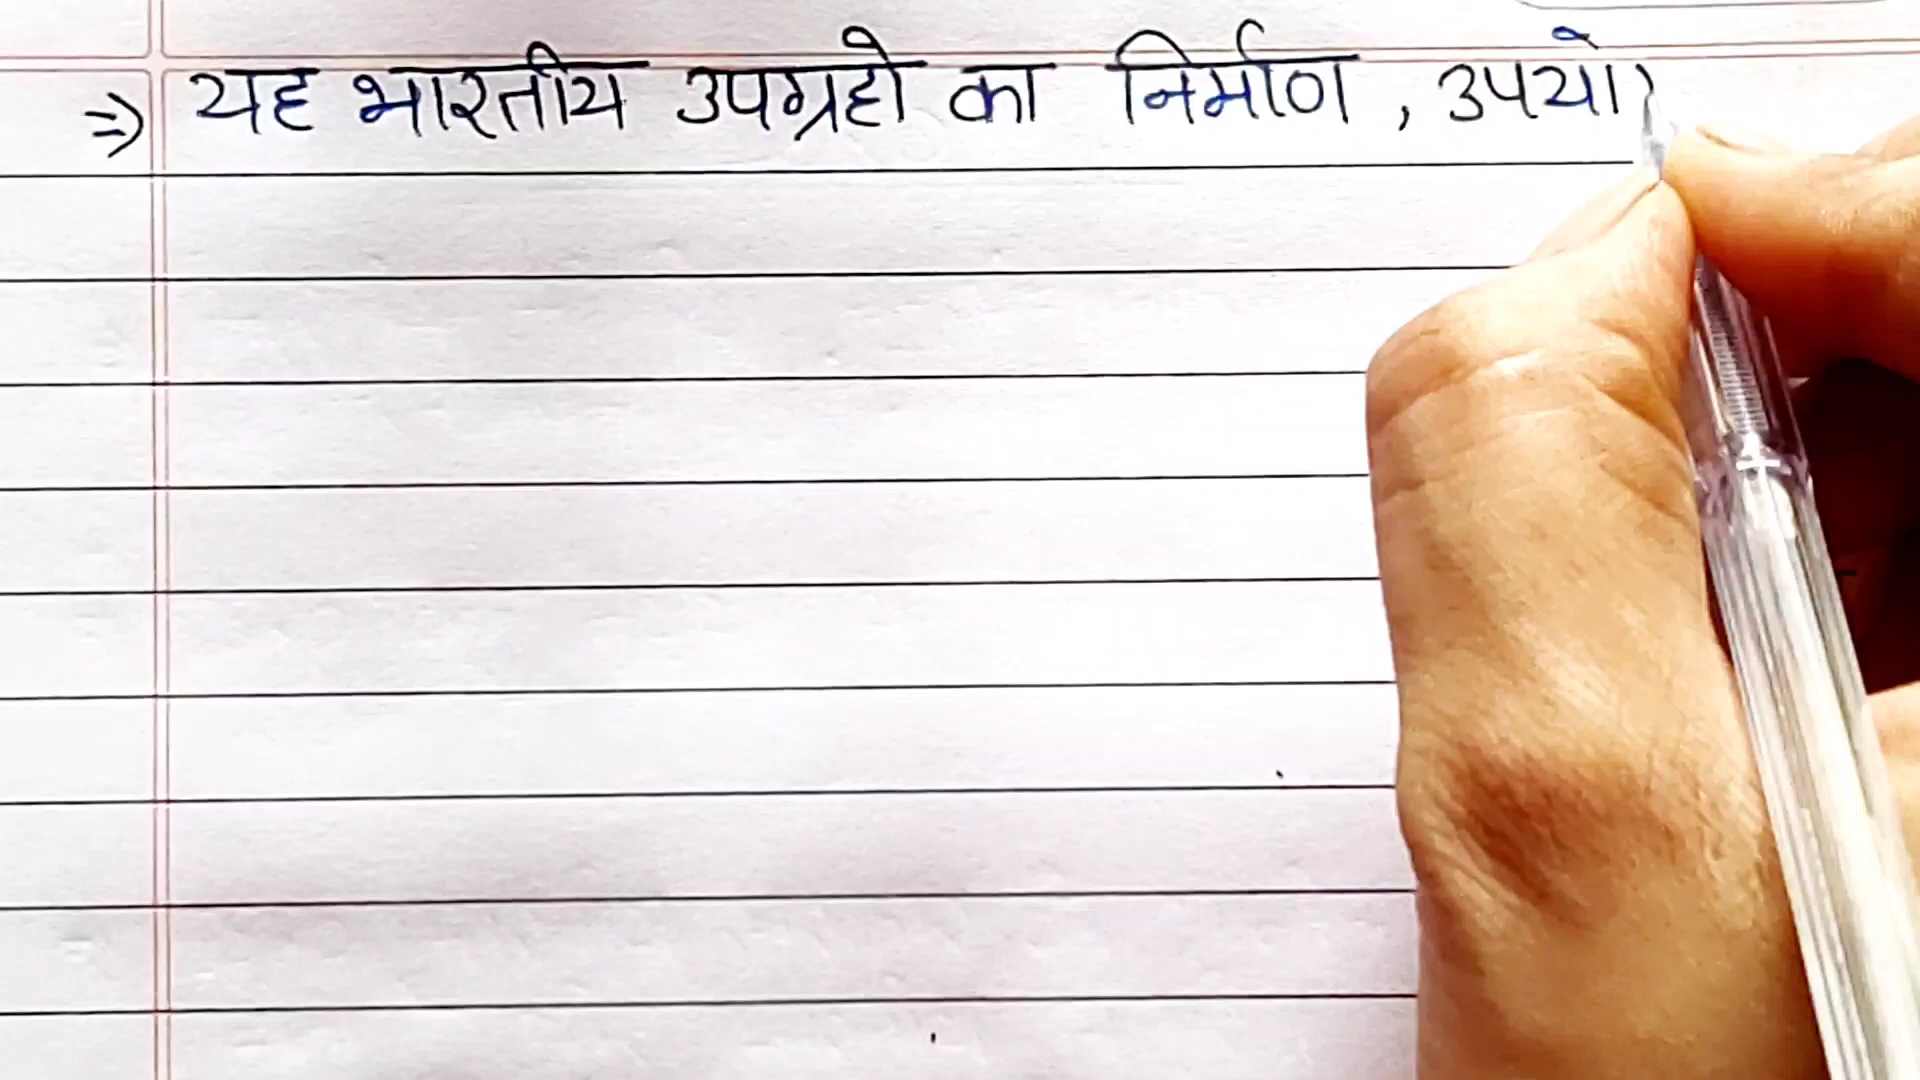 ⇒ यह भारतीय उपग्रहो का निर्माण , उपयो